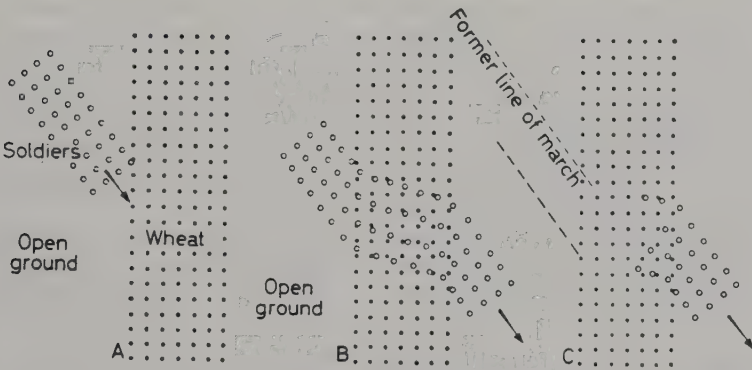 Soldiers
Open
ground
Wheat
A
Open
ground
B
Former line of march
C